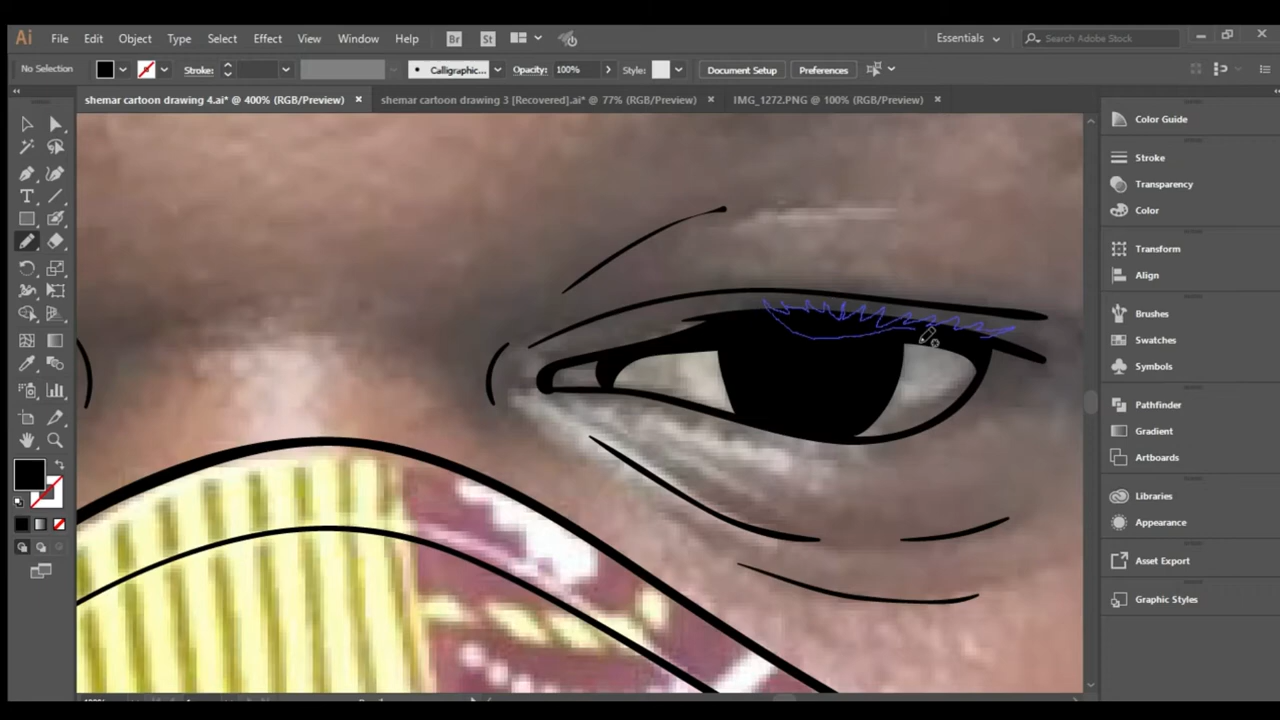 Ai File Edit Object Type Select Effect View Window Help Br St Essentials Search Adobe Stock
No Selection Stroke: Calligraphic... Opacity: 100% Style: Document Setup Preferences
shemar cartoon drawing 4.ai* @ 400% (RGB/Preview) × shemar cartoon drawing 3 [Recovered].ai* @ 77% (RGB/Preview) × IMG_1272.PNG @ 100% (RGB/Preview) ×
Color Guide
Stroke
Transparency
Color
Transform
Align
Brushes
Swatches
Symbols
Pathfinder
Gradient
Artboards
Libraries
Appearance
Asset Export
Graphic Styles